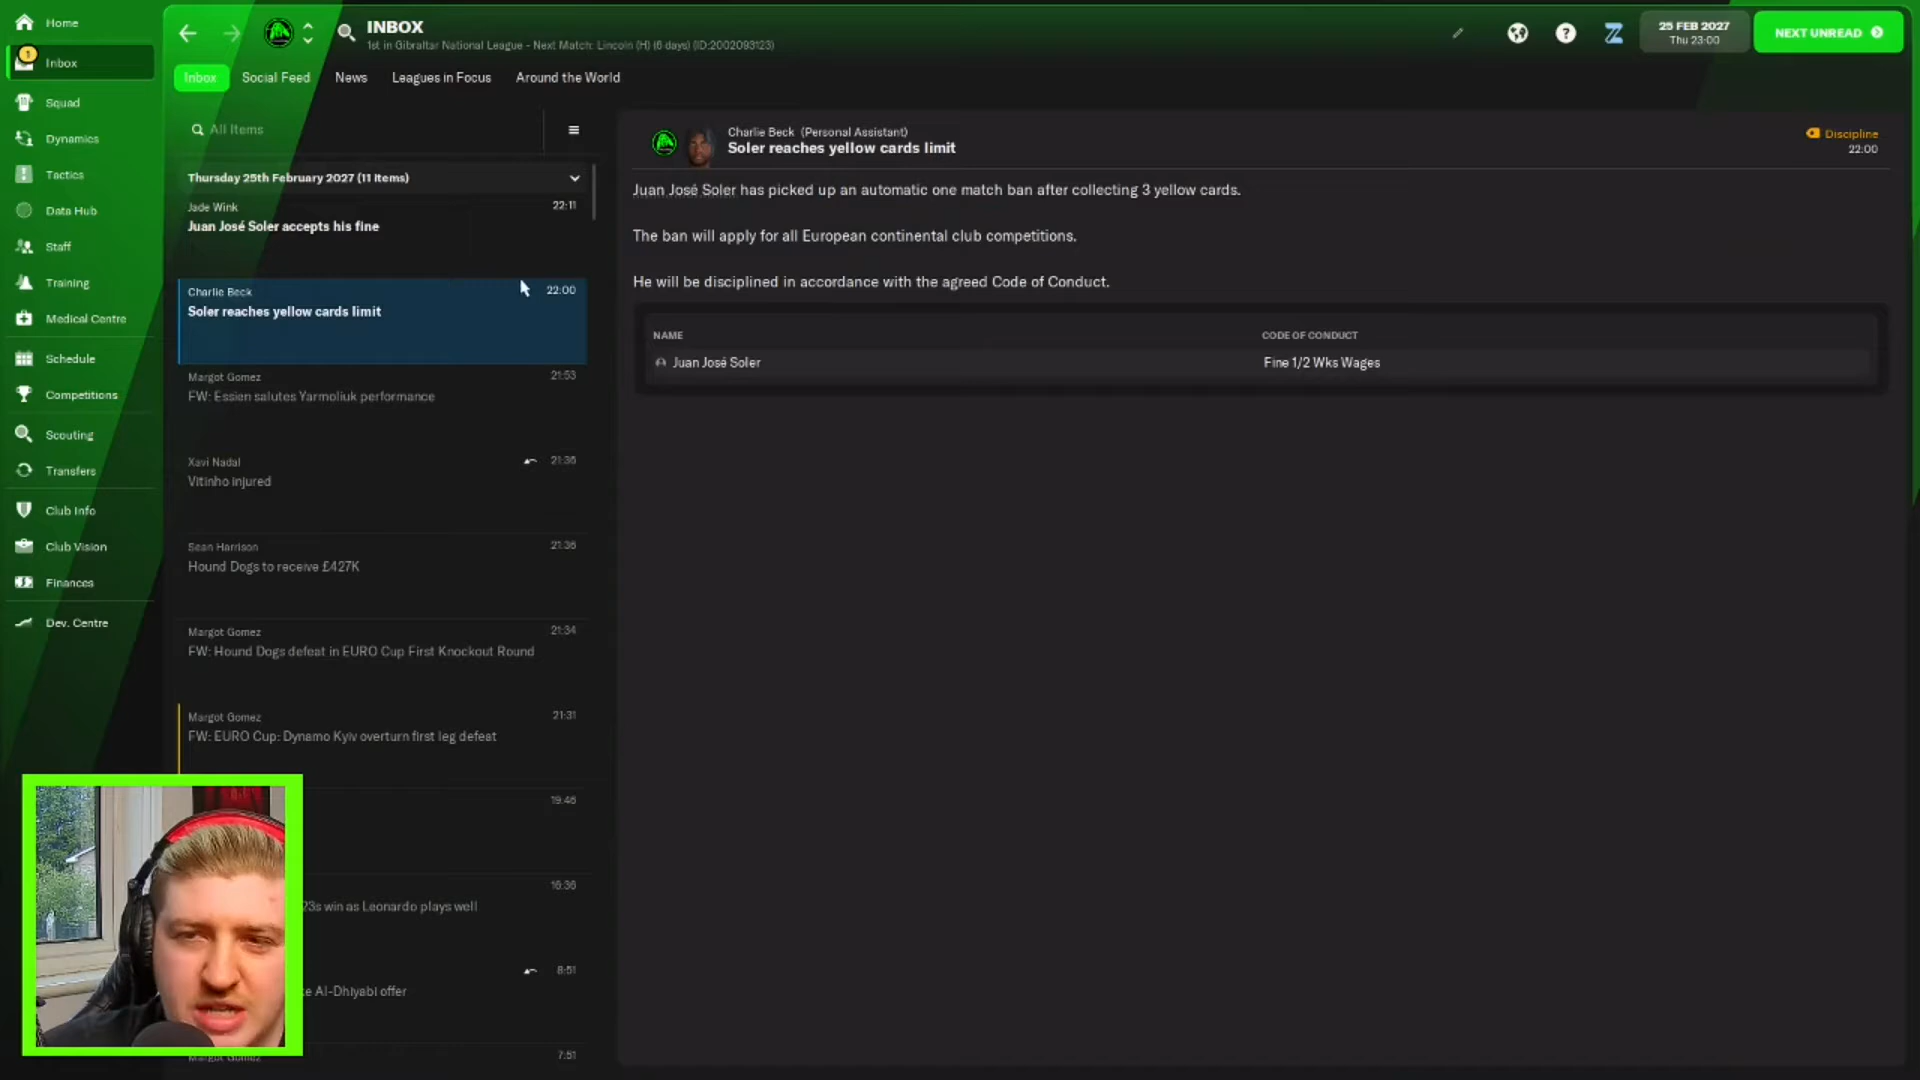 Home
Inbox
1
Squad
Dynamics
Tactics
Data Hub
Staff
Training
Medical Centre
Schedule
Competitions
Scouting
Transfers
Club Info
Club Vision
Finances
Dev. Centre
INBOX
1st in Gibraltar National League - Next Match: Lincoln (H) (6 days) (ID:2002093123)
25 FEB 2027
Thu 23:00
NEXT UNREAD
Inbox
Social Feed
News
Leagues in Focus
Around the World
All Items
Thursday 25th February 2027 (11 Items)
Jade Wink
22:11
Juan José Soler accepts his fine
Charlie Beck
22:00
Soler reaches yellow cards limit
Margot Gomez
21:53
FW: Essien salutes Yarmoliuk performance
Xavi Nadal
21:36
Vitinho injured
Sean Harrison
21:36
Hound Dogs to receive £427K
Margot Gomez
21:34
FW: Hound Dogs defeat in EURO Cup First Knockout Round
Margot Gomez
21:31
FW: EURO Cup: Dynamo Kyiv overturn first leg defeat
19:46
16:36
23s win as Leonardo plays well
8:51
Al-Dhiyabi offer
Margot Gomez
7:51
Charlie Beck (Personal Assistant)
Soler reaches yellow cards limit
Discipline
22:00
Juan José Soler has picked up an automatic one match ban after collecting 3 yellow cards.
The ban will apply for all European continental club competitions.
He will be disciplined in accordance with the agreed Code of Conduct.
NAME
CODE OF CONDUCT
Juan José Soler
Fine 1/2 Wks Wages